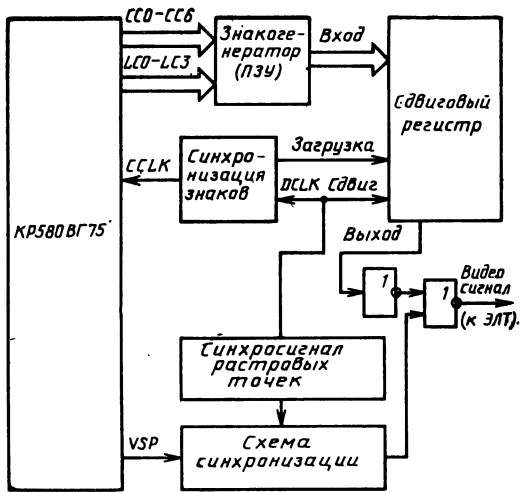 CC0-CC6
LC0-LC3
Знакоге-
нератор
(ПЗУ)
Вход
Сдвиговый
регистр
КР580ВГ75
CCLK
Синхро-
низация
знаков
Загрузка
DCLK Сдвиг
Выход
1
1
Видео
сигнал
(к ЭЛТ).
Синхросигнал
растровых
точек
VSP
Схема
синхронизации